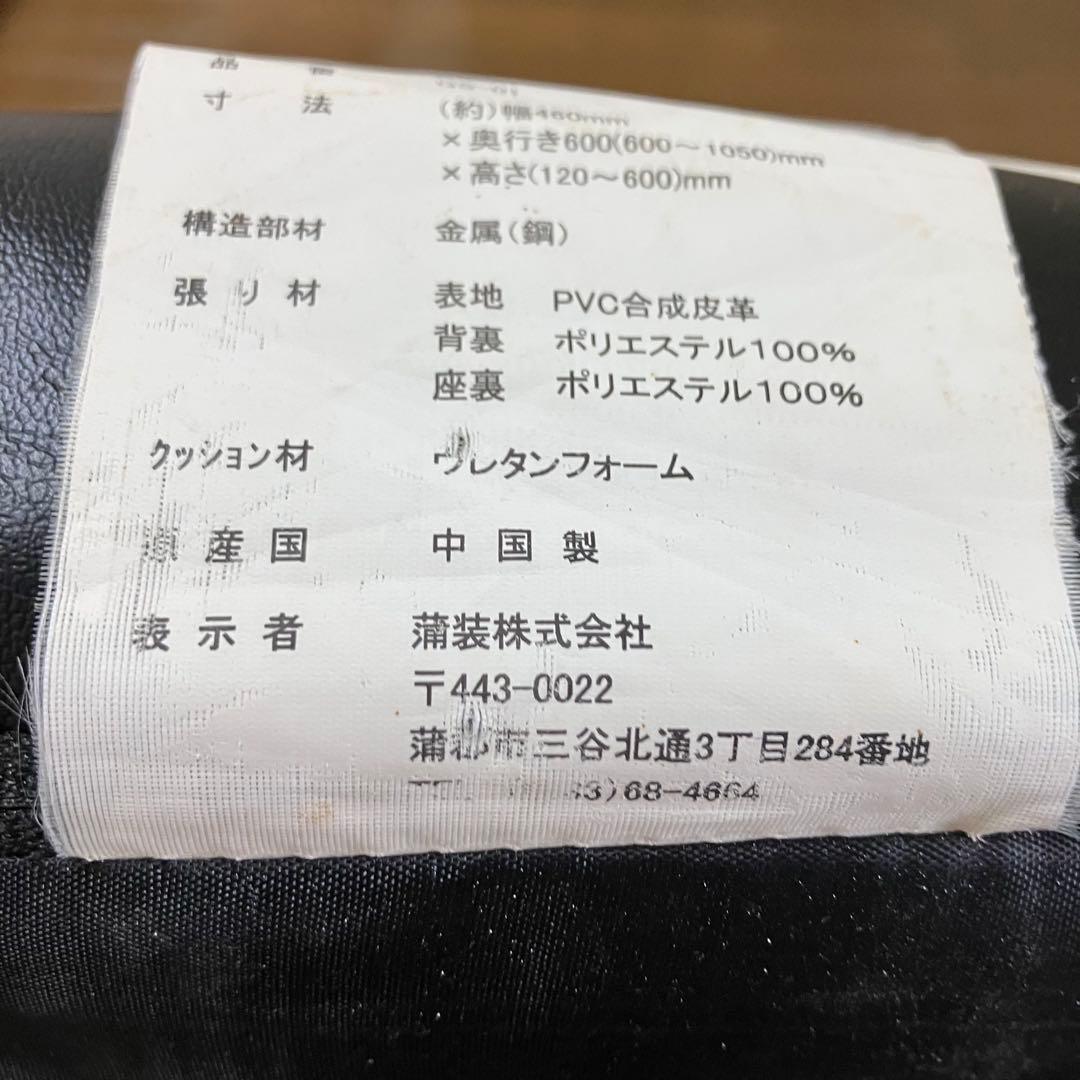 寸法 (約)幅460mm
×奥行き600(600～1050)mm
×高さ(120～600)mm
構造部材 金属(鋼)
張り材 表地 PVC合成皮革
背裏 ポリエステル100%
座裏 ポリエステル100%
クッション材 ウレタンフォーム
原産国 中国製
表示者 蒲装株式会社
〒443-0022
蒲郡市三谷北通3丁目284番地
33)68-4664